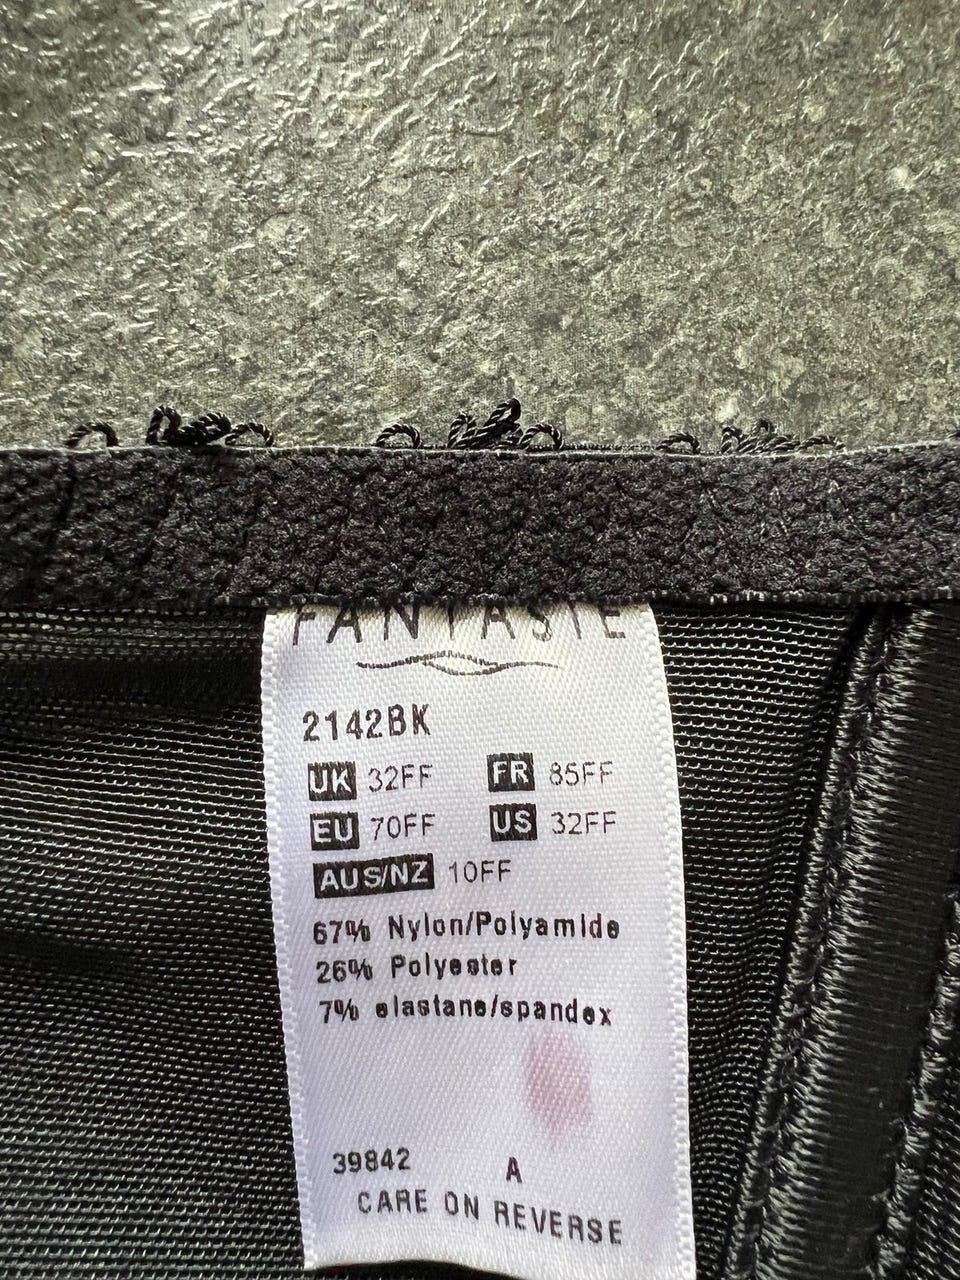 FANTASIE
2142BK
UK 32FF FR 85FF
EU 70FF US 32FF
AUS/NZ 10FF
67% Nylon/Polyamide
26% Polyester
7% elastane/spandex
39842 A
CARE ON REVERSE